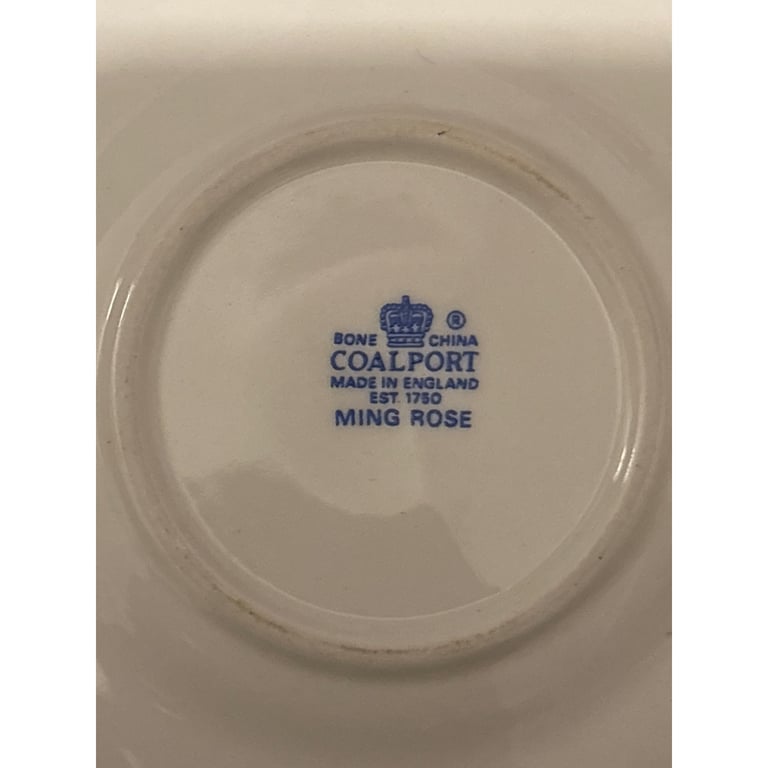 ®
BONE CHINA
COALPORT
MADE IN ENGLAND
EST. 1750
MING ROSE